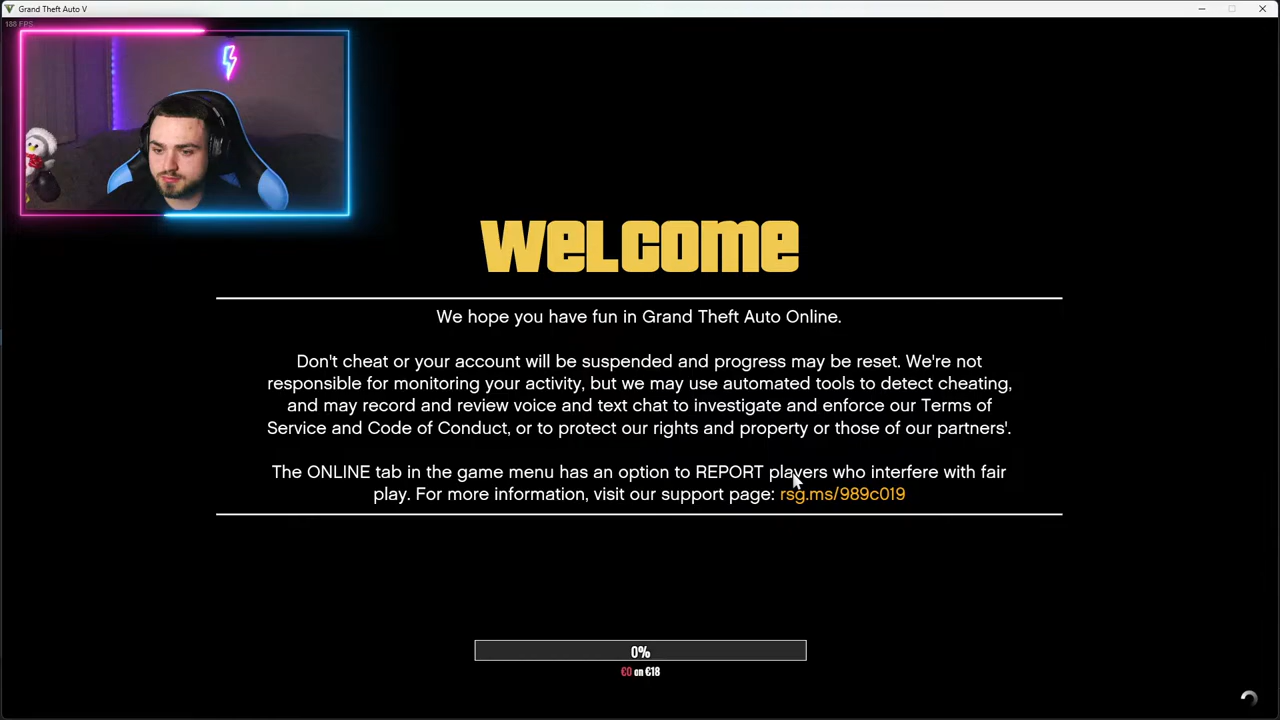 Grand Theft Auto V
188 FPS
WELCOME
We hope you have fun in Grand Theft Auto Online.
Don't cheat or your account will be suspended and progress may be reset. We're not
responsible for monitoring your activity, but we may use automated tools to detect cheating,
and may record and review voice and text chat to investigate and enforce our Terms of
Service and Code of Conduct, or to protect our rights and property or those of our partners'.
The ONLINE tab in the game menu has an option to REPORT players who interfere with fair
play. For more information, visit our support page: rsg.ms/989c019
0%
€0 an €18